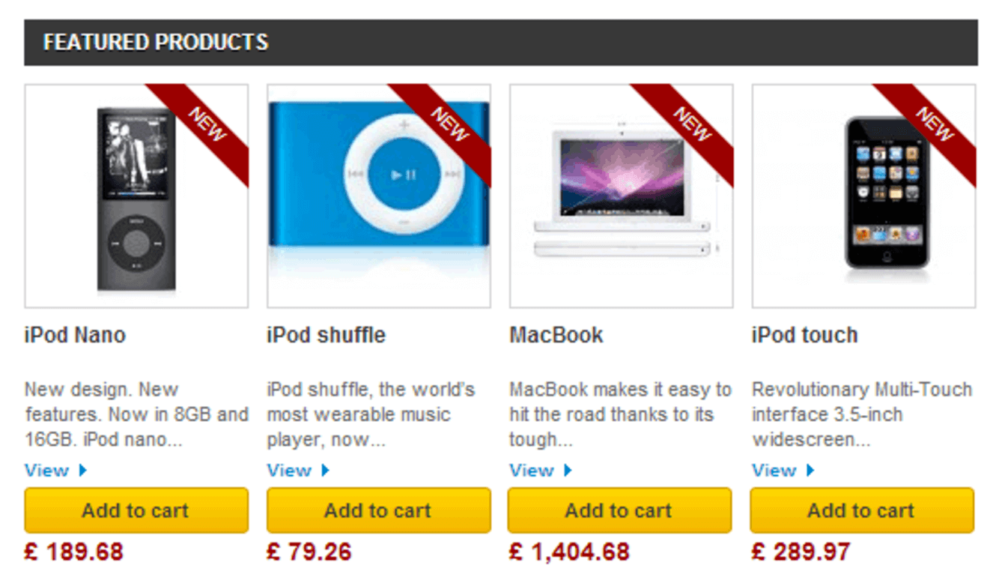 FEATURED PRODUCTS
NEW
NEW
NEW
NEW
iPod Nano
New design. New
features. Now in 8GB and
16GB. iPod nano...
View
Add to cart
£ 189.68
iPod shuffle
iPod shuffle, the world's
most wearable music
player, now...
View
Add to cart
£ 79.26
MacBook
MacBook makes it easy to
hit the road thanks to its
tough...
View
Add to cart
£ 1,404.68
iPod touch
Revolutionary Multi-Touch
interface 3.5-inch
widescreen...
View
Add to cart
£ 289.97